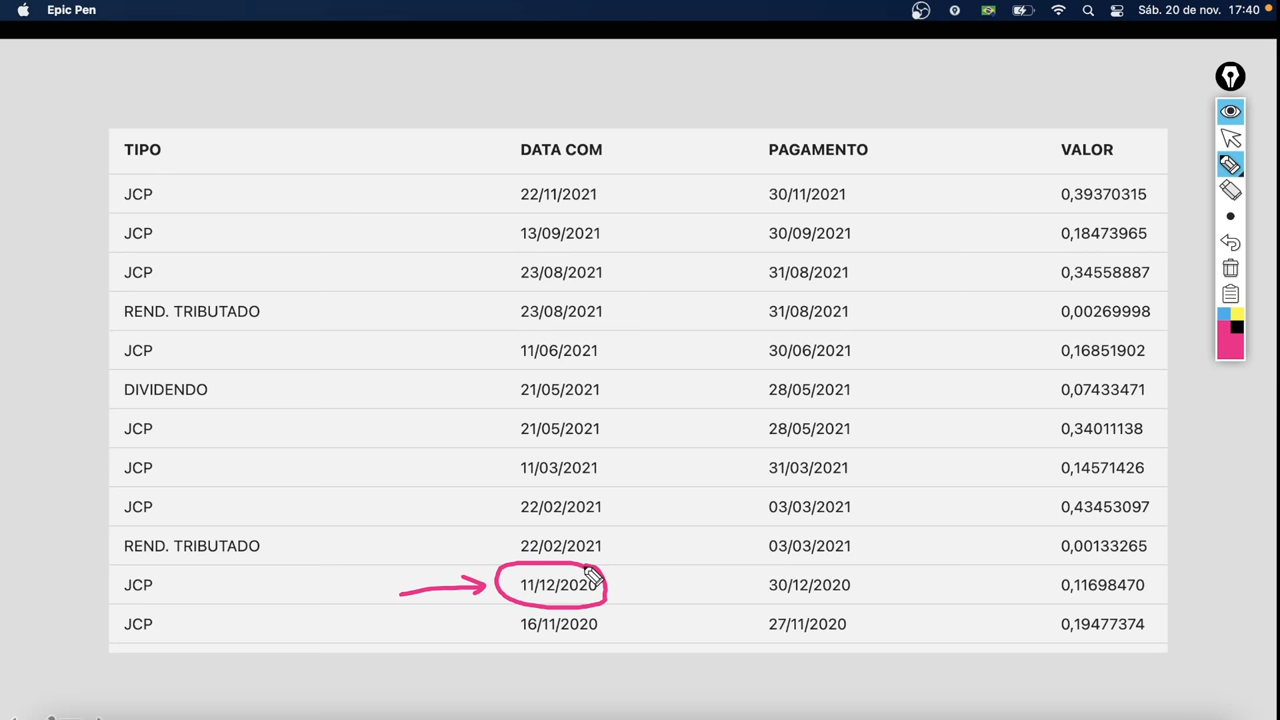 Epic Pen Sáb. 20 de nov. 17:40
TIPO DATA COM PAGAMENTO VALOR
JCP 22/11/2021 30/11/2021 0,39370315
JCP 13/09/2021 30/09/2021 0,18473965
JCP 23/08/2021 31/08/2021 0,34558887
REND. TRIBUTADO 23/08/2021 31/08/2021 0,00269998
JCP 11/06/2021 30/06/2021 0,16851902
DIVIDENDO 21/05/2021 28/05/2021 0,07433471
JCP 21/05/2021 28/05/2021 0,34011138
JCP 11/03/2021 31/03/2021 0,14571426
JCP 22/02/2021 03/03/2021 0,43453097
REND. TRIBUTADO 22/02/2021 03/03/2021 0,00133265
JCP 11/12/2020 30/12/2020 0,11698470
JCP 16/11/2020 27/11/2020 0,19477374